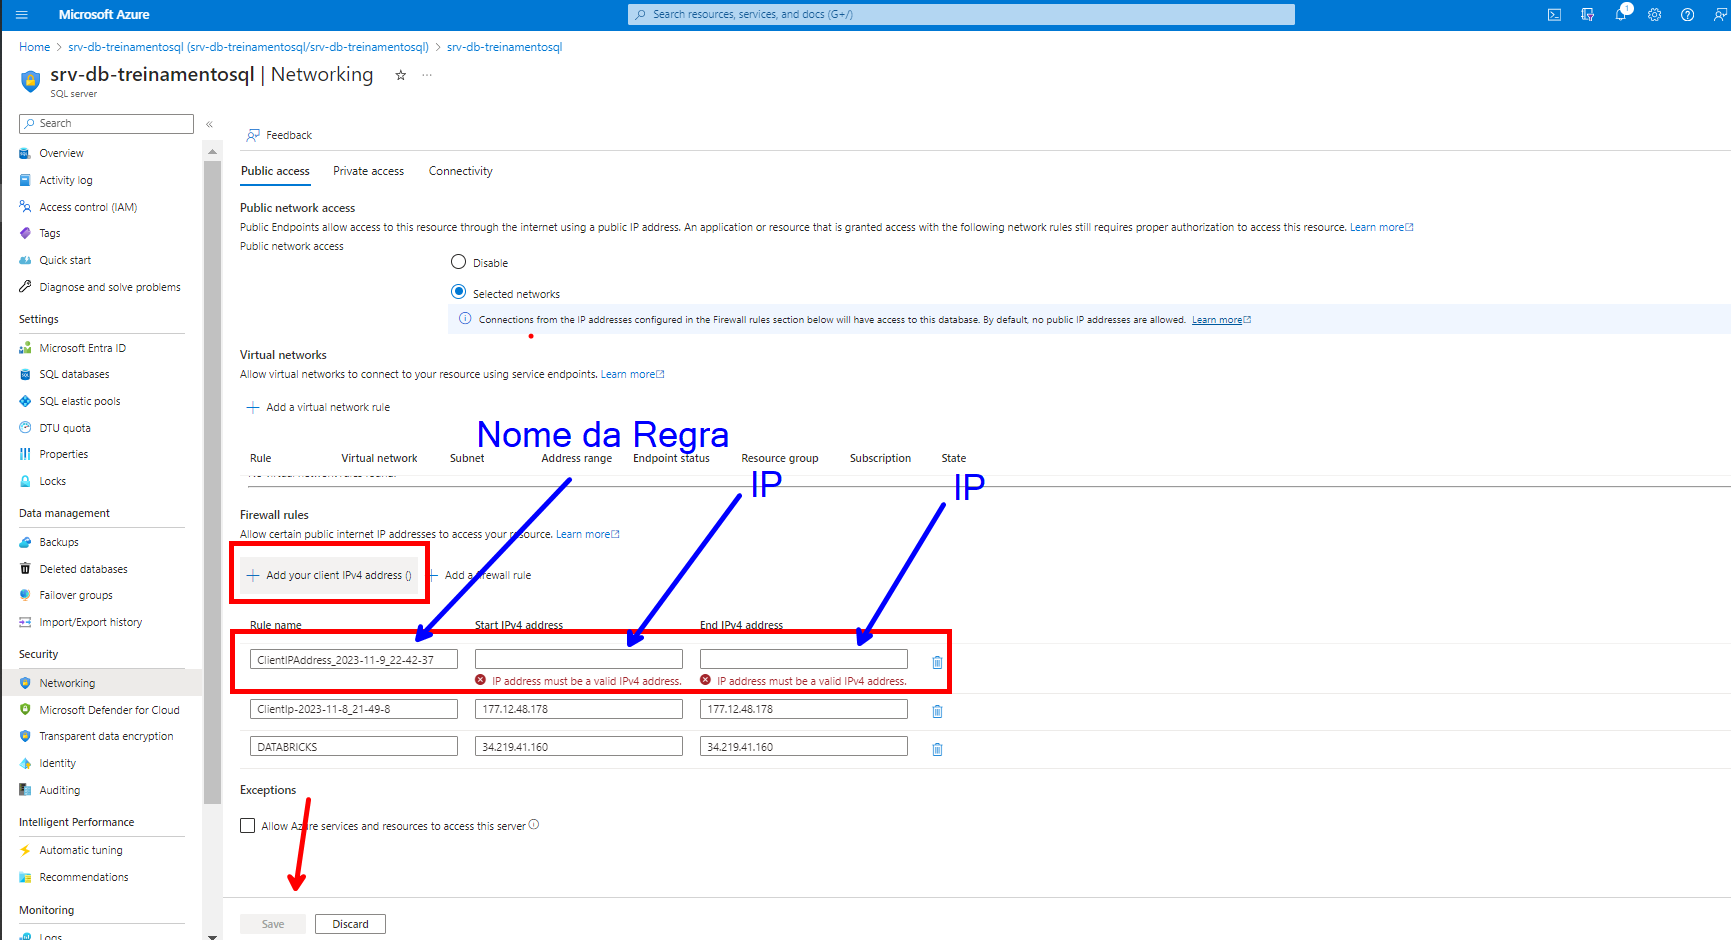 Microsoft Azure
Search resources, services, and docs (G+/)
1
Home > srv-db-treinamentosql (srv-db-treinamentosql/srv-db-treinamentosql) > srv-db-treinamentosql
srv-db-treinamentosql | Networking
SQL server
Search
Overview
Activity log
Access control (IAM)
Tags
Quick start
Diagnose and solve problems
Settings
Microsoft Entra ID
SQL databases
SQL elastic pools
DTU quota
Properties
Locks
Data management
Backups
Deleted databases
Failover groups
Import/Export history
Security
Networking
Microsoft Defender for Cloud
Transparent data encryption
Identity
Auditing
Intelligent Performance
Automatic tuning
Recommendations
Monitoring
Logs
Feedback
Public access Private access Connectivity
Public network access
Public Endpoints allow access to this resource through the internet using a public IP address. An application or resource that is granted access with the following network rules still requires proper authorization to access this resource. Learn more
Public network access
Disable
Selected networks
Connections from the IP addresses configured in the Firewall rules section below will have access to this database. By default, no public IP addresses are allowed. Learn more
Virtual networks
Allow virtual networks to connect to your resource using service endpoints. Learn more
+ Add a virtual network rule
Nome da Regra
Rule Virtual network Subnet Address range Endpoint status Resource group Subscription State
No virtual network rules found.
IP
IP
Firewall rules
Allow certain public internet IP addresses to access your resource. Learn more
+ Add your client IPv4 address () + Add a firewall rule
Rule name Start IPv4 address End IPv4 address
ClientIPAddress_2023-11-9_22-42-37
IP address must be a valid IPv4 address. IP address must be a valid IPv4 address.
ClientIp-2023-11-8_21-49-8 177.12.48.178 177.12.48.178
DATABRICKS 34.219.41.160 34.219.41.160
Exceptions
Allow Azure services and resources to access this server
Save Discard